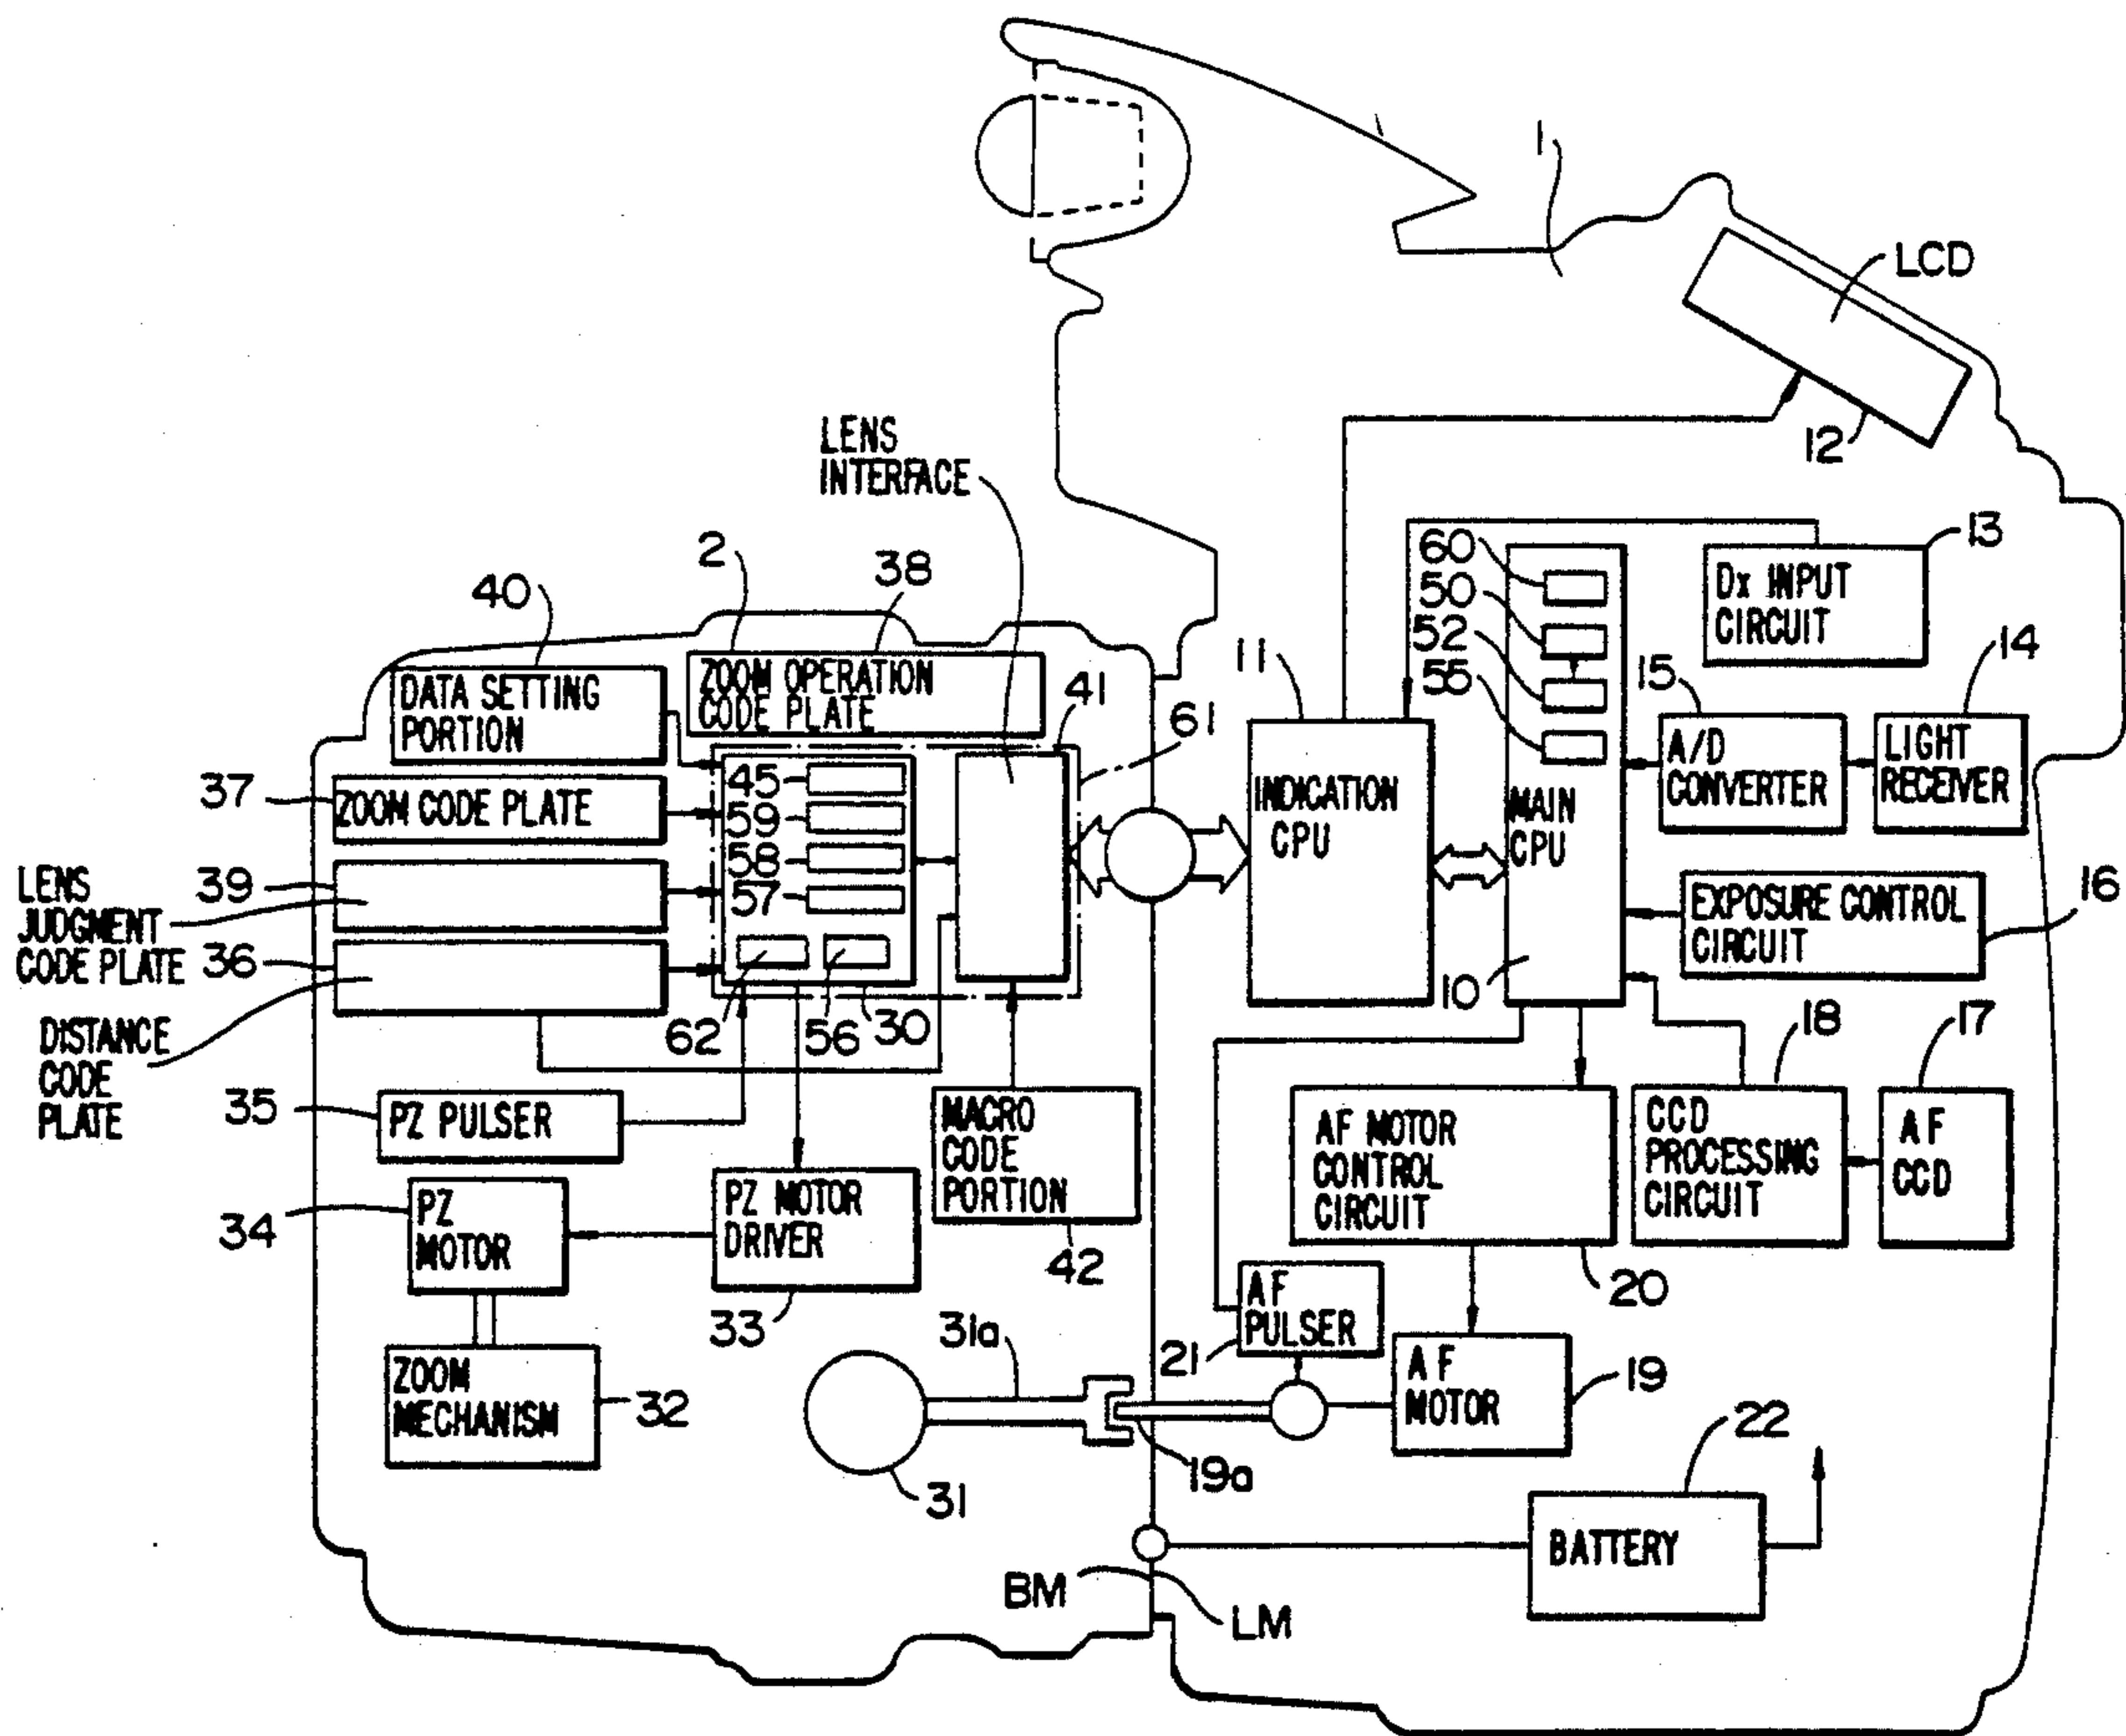 1
LCD
12
LENS
INTERFACE
2
38
40
60
50
52
55
13
Dx INPUT
CIRCUIT
14
11
15
DATA SETTING
PORTION
ZOOM OPERATION
CODE PLATE
41
61
37
ZOOM CODE PLATE
45
59
58
57
INDICATION
CPU
MAIN
CPU
A/D
CONVERTER
LIGHT
RECEIVER
LENS
JUDGMENT
CODE PLATE
39
36
10
EXPOSURE CONTROL
CIRCUIT
16
62
56
30
18
17
DISTANCE
CODE
PLATE
35
PZ PULSER
MACRO
CODE
PORTION
AF MOTOR
CONTROL
CIRCUIT
CCD
PROCESSING
CIRCUIT
AF
CCD
34
PZ
MOTOR
PZ MOTOR
DRIVER
42
20
33
31a
AF
PULSER
21
ZOOM
MECHANISM
32
AF
MOTOR
19
31
19a
22
BATTERY
BM
LM